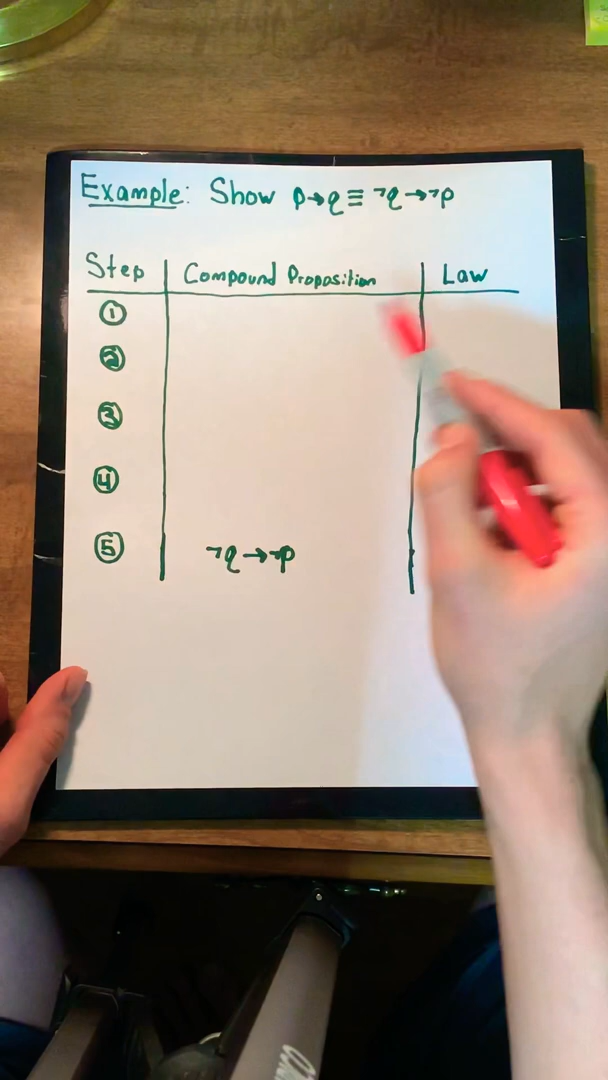 Example: Show p→q ≡ ¬q→¬p
Step Compound Proposition Law
①
②
③
④
⑤ ¬q→¬p